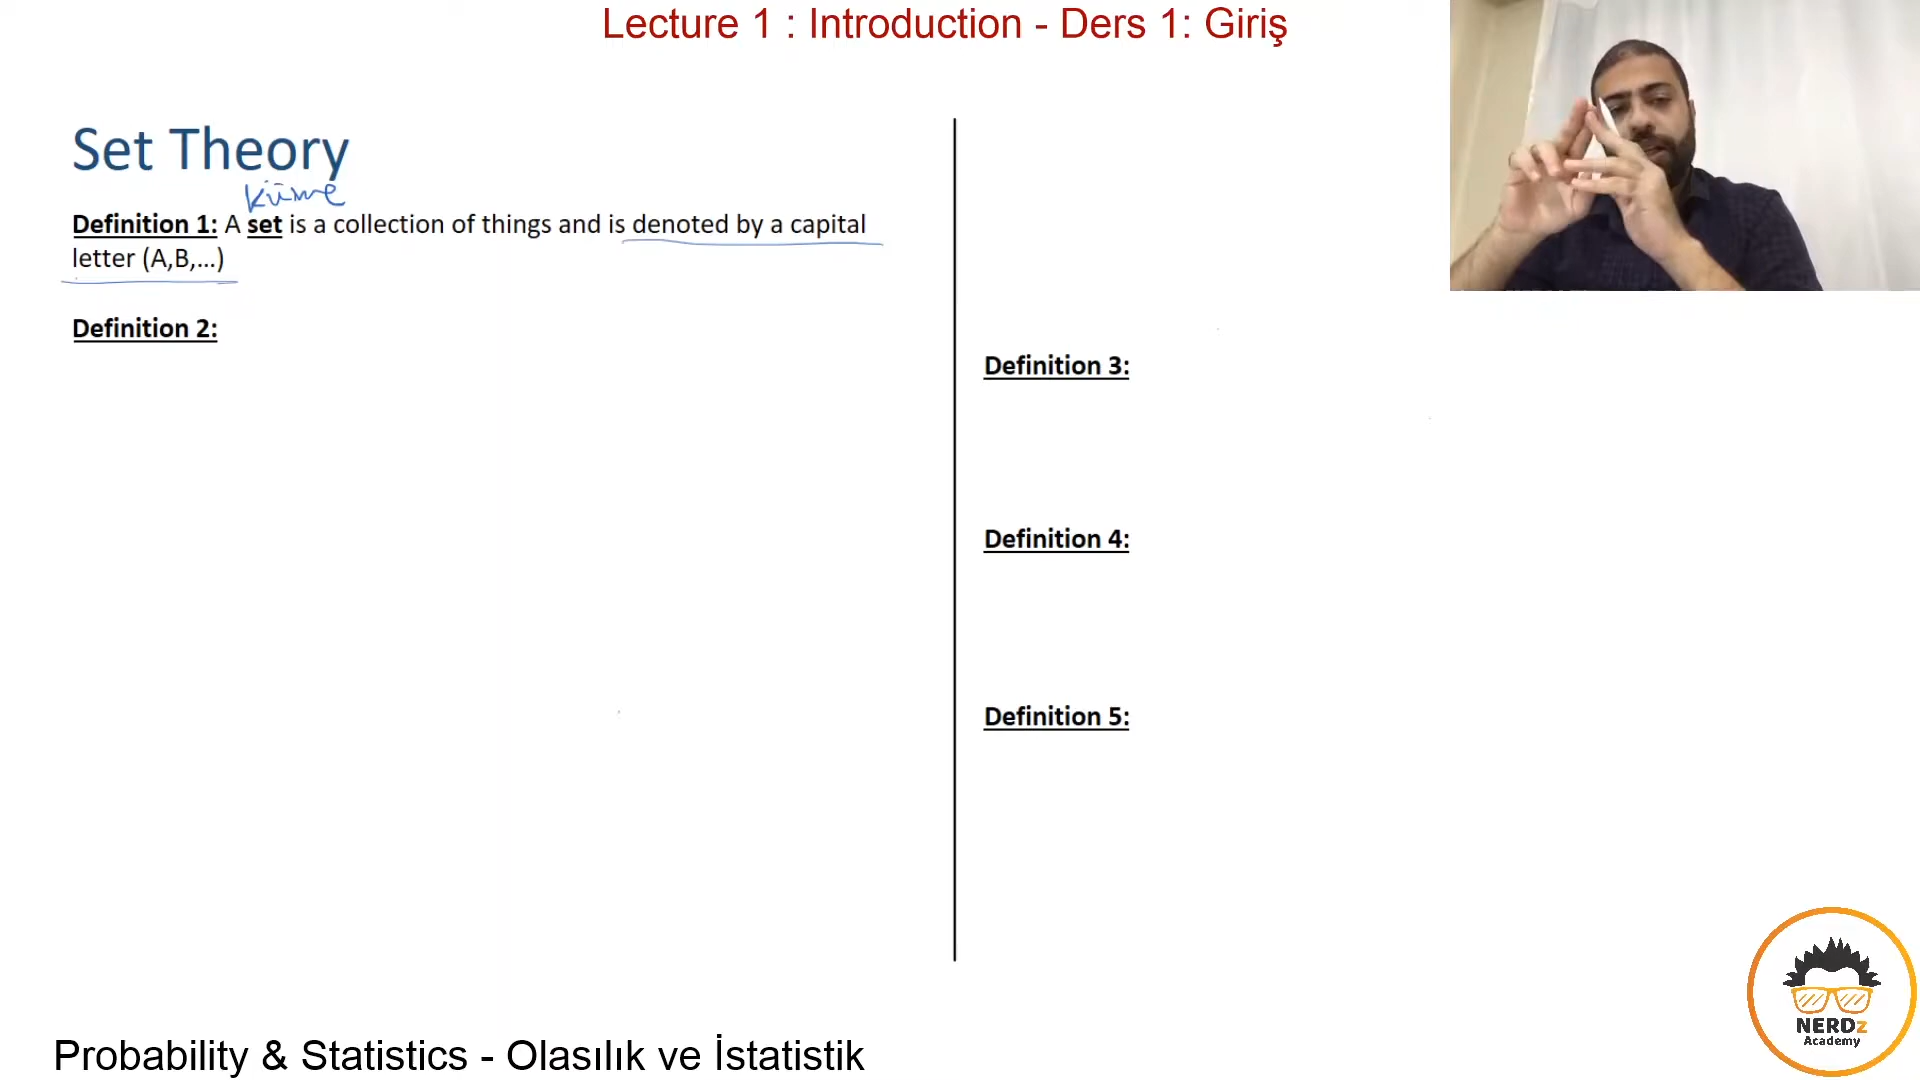 Lecture 1 : Introduction - Ders 1: Giriş
Set Theory
Küme
Definition 1: A set is a collection of things and is denoted by a capital
letter (A,B,...)
Definition 2:
Definition 3:
Definition 4:
Definition 5:
NERDz
Academy
Probability & Statistics - Olasılık ve İstatistik